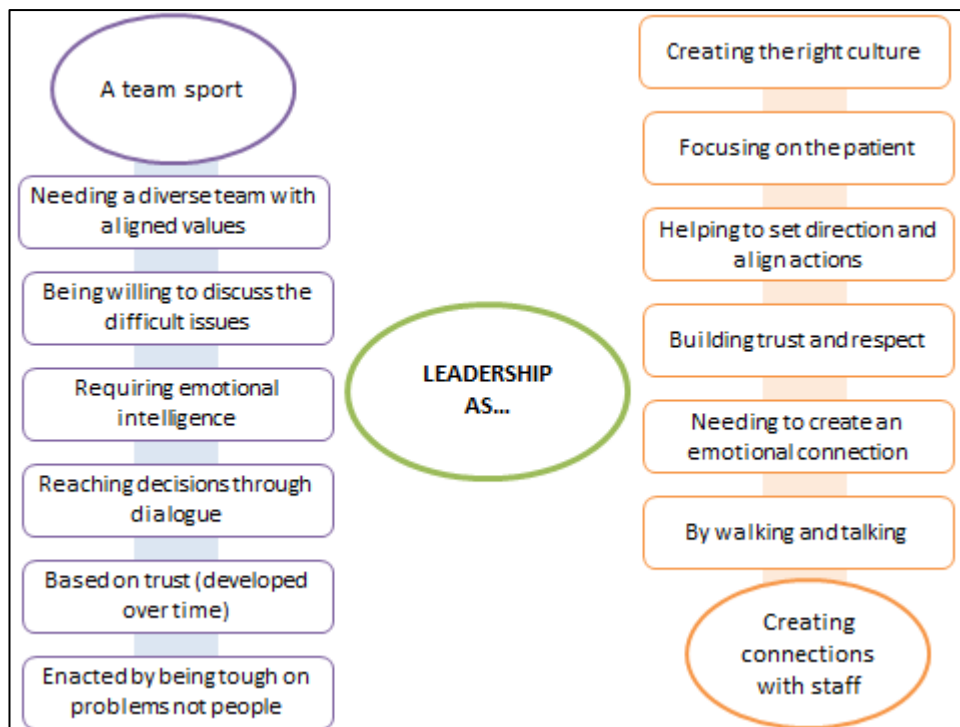 A team sport
Needing a diverse team with
aligned values
Being willing to discuss the
difficult issues
Requiring emotional
intelligence
Reaching decisions through
dialogue
Based on trust (developed
over time)
Enacted by being tough on
problems not people
LEADERSHIP
AS...
Creating the right culture
Focusing on the patient
Helping to set direction and
align actions
Building trust and respect
Needing to create an
emotional connection
By walking and talking
Creating
connections
with staff